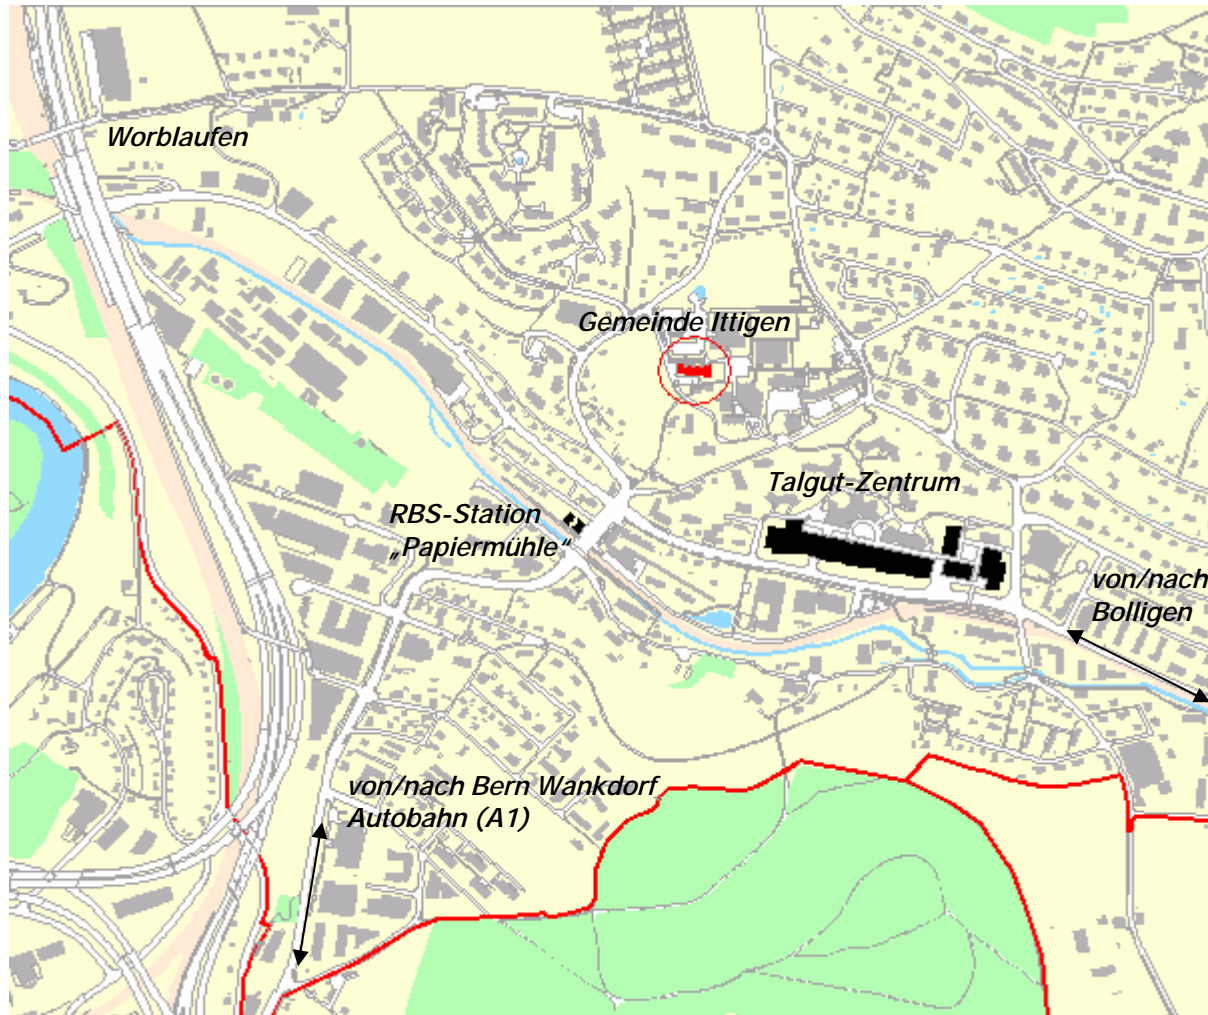 Worblaufen
Gemeinde Ittigen
Talgut-Zentrum
RBS-Station
„Papiermühle“
von/nach
Bolligen
von/nach Bern Wankdorf
Autobahn (A1)